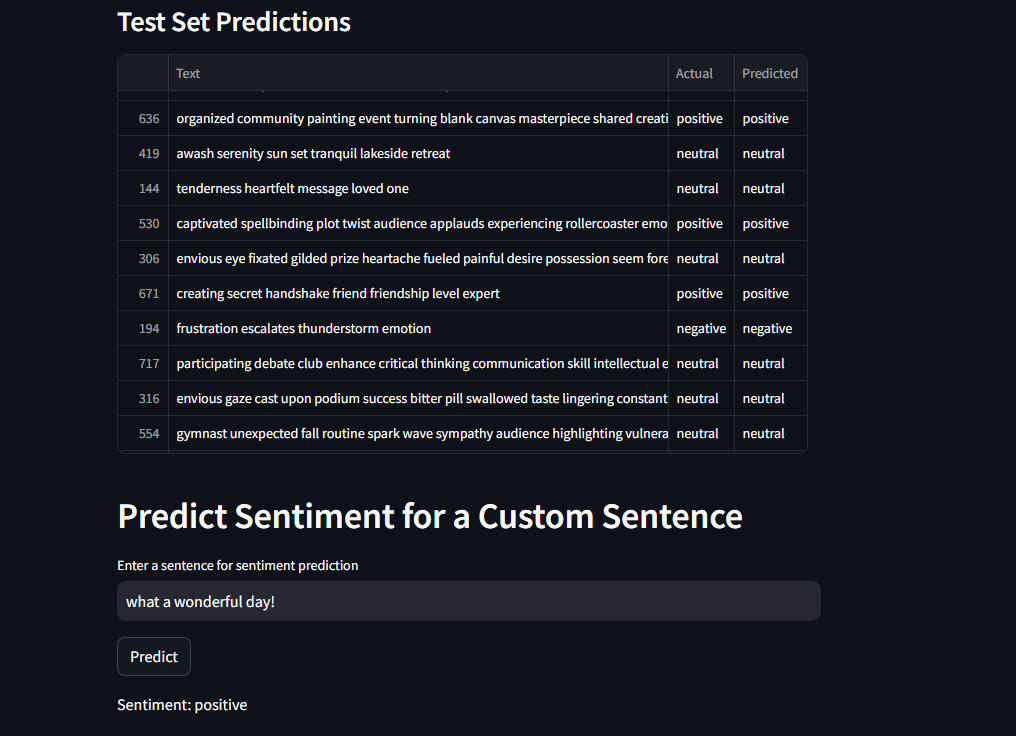 Test Set Predictions
Text Actual Predicted
636 organized community painting event turning blank canvas masterpiece shared creati positive positive
419 awash serenity sun set tranquil lakeside retreat neutral neutral
144 tenderness heartfelt message loved one neutral neutral
530 captivated spellbinding plot twist audience applauds experiencing rollercoaster emo positive positive
306 envious eye fixated gilded prize heartache fueled painful desire possession seem fore neutral neutral
671 creating secret handshake friend friendship level expert positive positive
194 frustration escalates thunderstorm emotion negative negative
717 participating debate club enhance critical thinking communication skill intellectual e neutral neutral
316 envious gaze cast upon podium success bitter pill swallowed taste lingering constant neutral neutral
554 gymnast unexpected fall routine spark wave sympathy audience highlighting vulnera neutral neutral
Predict Sentiment for a Custom Sentence
Enter a sentence for sentiment prediction
what a wonderful day!
Predict
Sentiment: positive